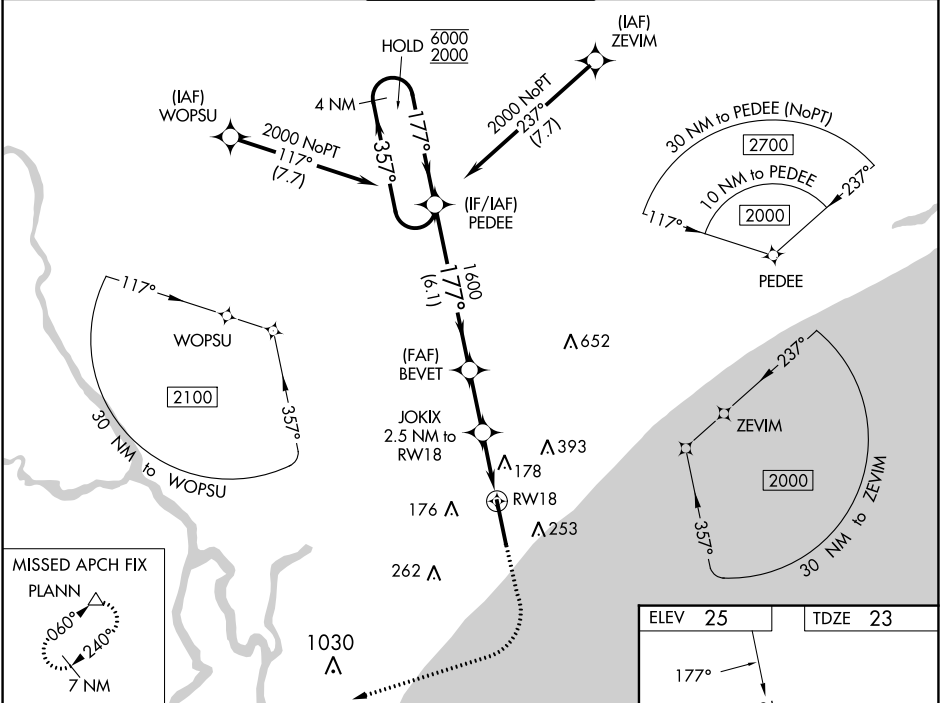 (IAF)
ZEVIM
HOLD 6000
2000
4 NM
177°
357°
(IAF)
WOPSU
2000 NoPT
117°
(7.7)
2000 NoPT
237°
(7.7)
(IF/IAF)
PEDEE
30 NM to PEDEE (NoPT)
2700
10 NM to PEDEE
2000
117°
237°
PEDEE
1600
177°
(6.1)
117°
WOPSU
2100
357°
30 NM to WOPSU
(FAF)
BEVET
652
JOKIX
2.5 NM to
RW18
393
178
RW18
176
253
262
1030
237°
ZEVIM
2000
357°
30 NM to ZEVIM
MISSED APCH FIX
PLANN
060°
240°
7 NM
ELEV 25
TDZE 23
177°